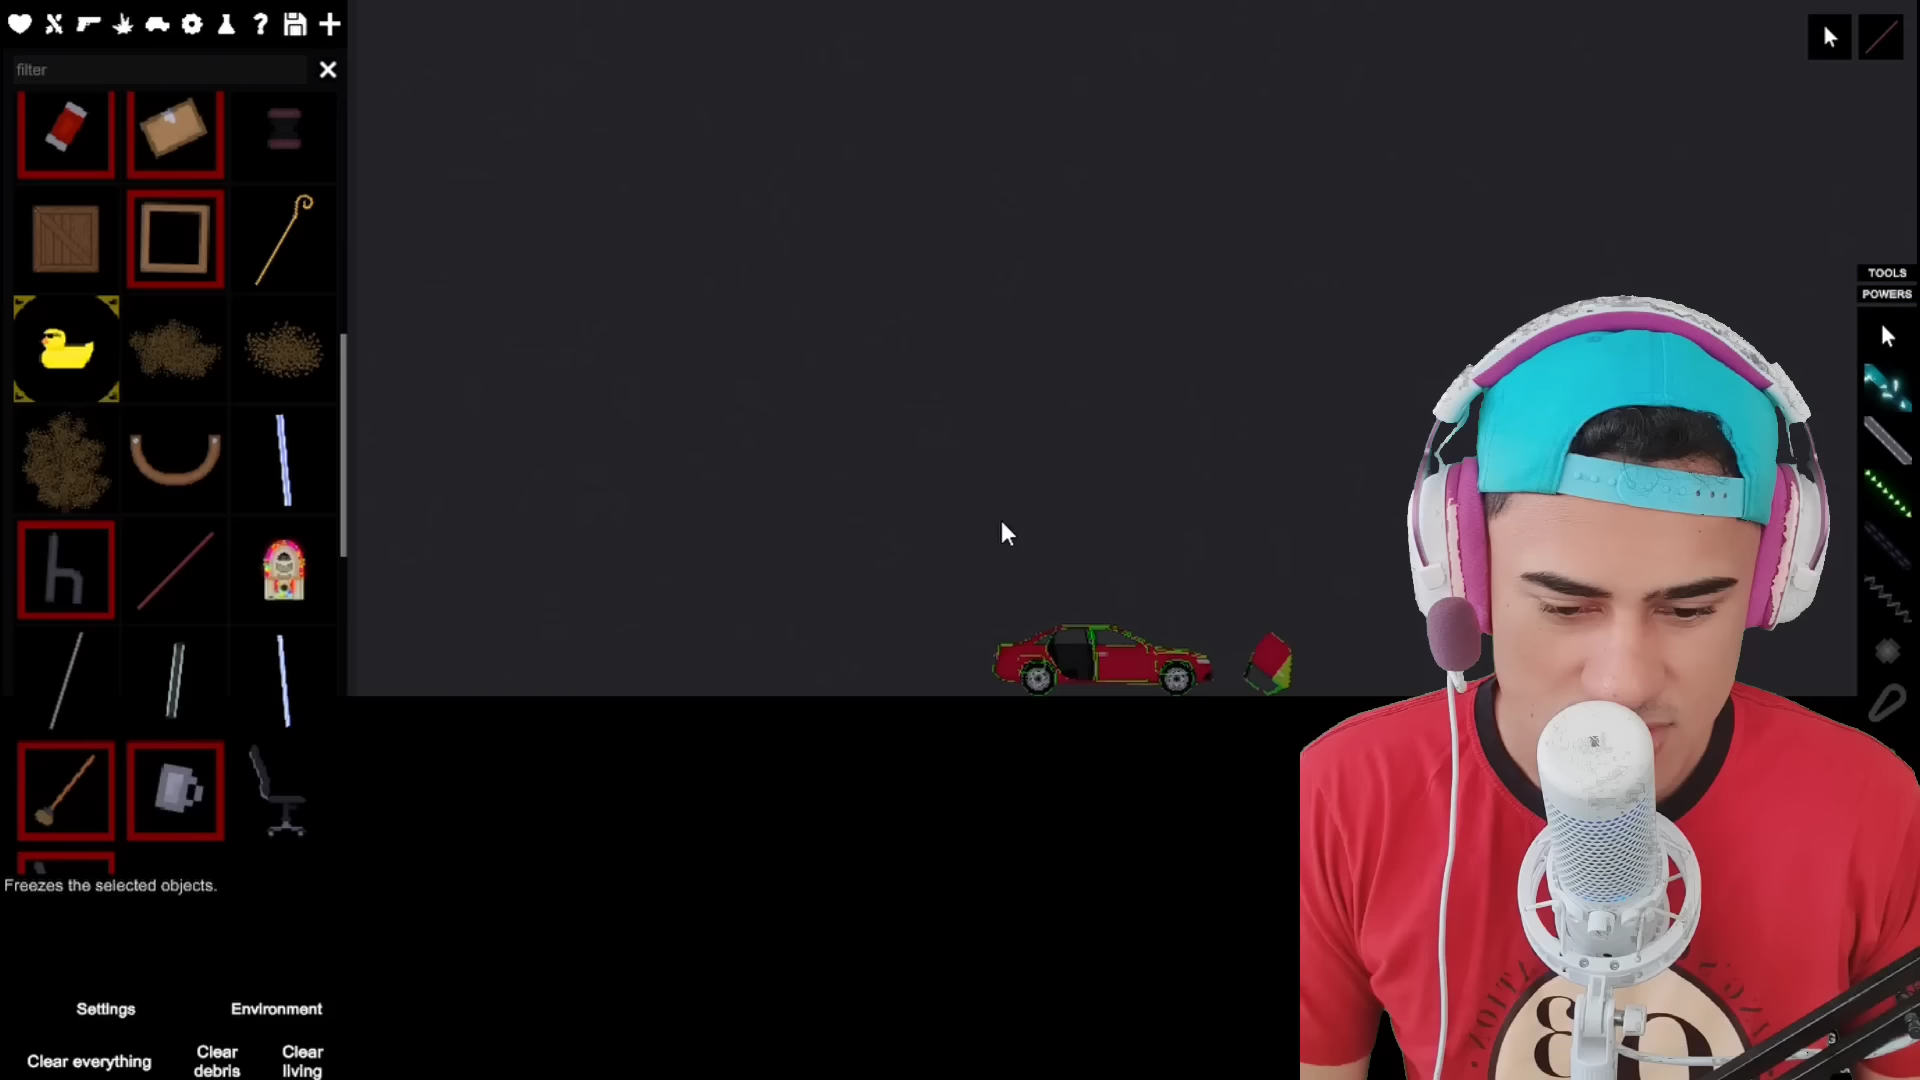 filter
TOOLS
POWERS
Freezes the selected objects.
Settings
Environment
Clear everything
Clear
debris
Clear
living